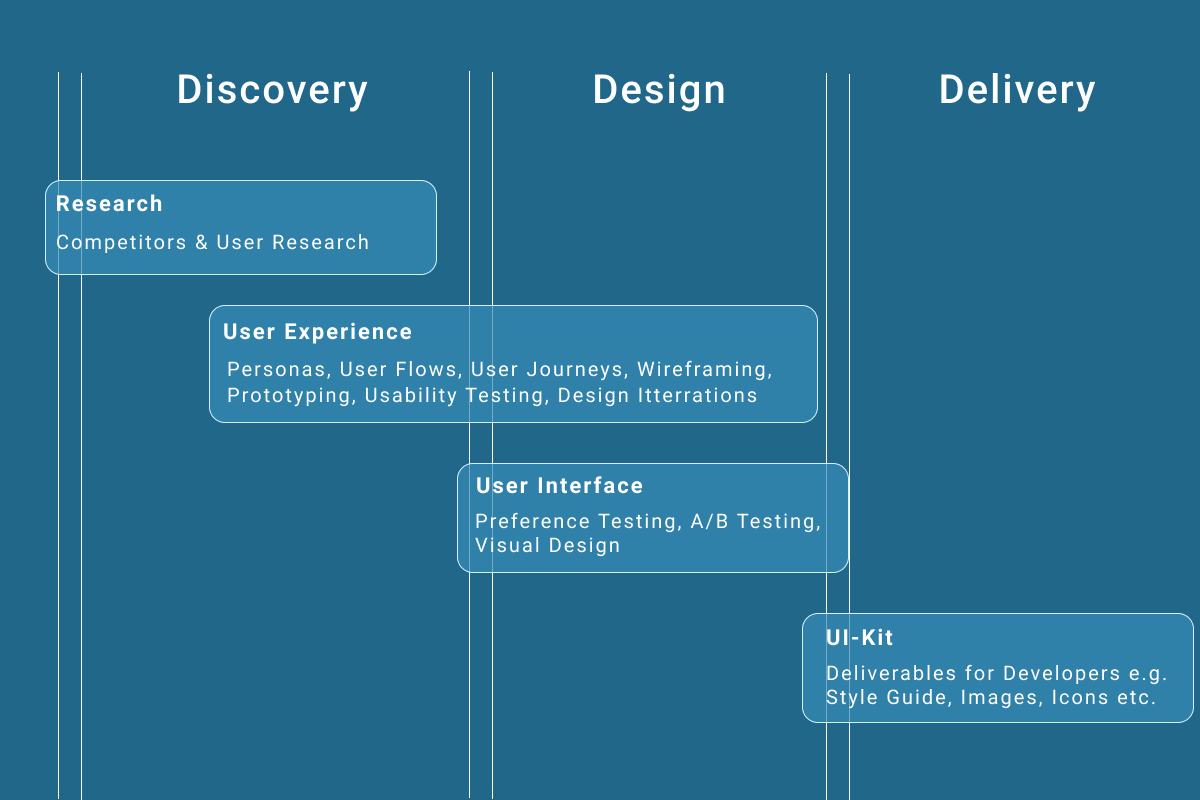 Discovery
Design
Delivery
Research
Competitors & User Research
User Experience
Personas, User Flows, User Journeys, Wireframing,
Prototyping, Usability Testing, Design Itterrations
User Interface
Preference Testing, A/B Testing,
Visual Design
UI-Kit
Deliverables for Developers e.g.
Style Guide, Images, Icons etc.